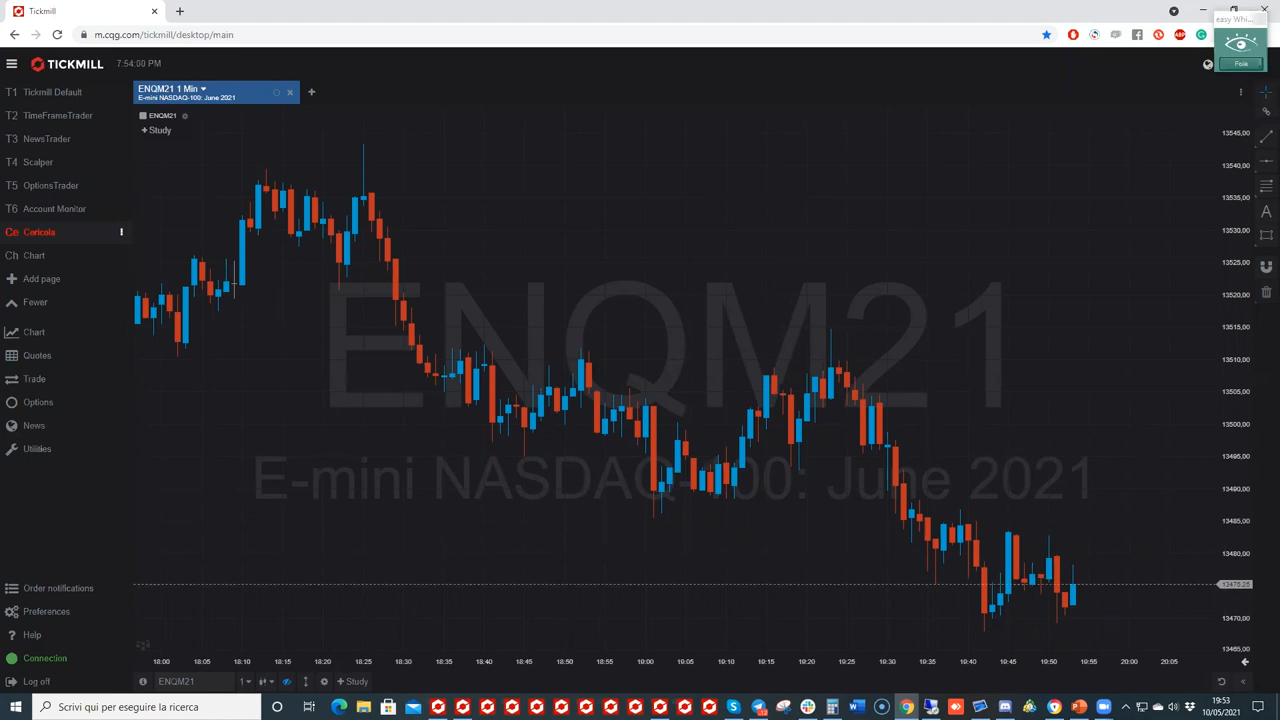 Tickmill
m.cqg.com/tickmill/desktop/main
ABP
easy Whi...
TICKMILL
7:54:00 PM
T1 Tickmill Default
T2 TimeFrameTrader
T3 NewsTrader
T4 Scalper
T5 OptionsTrader
T6 Account Monitor
Ce Cericola
Ch Chart
Add page
Fewer
Chart
Quotes
Trade
Options
News
Utilities
Order notifications
Preferences
Help
Connection
Log off
ENQM21 1 Min
E-mini NASDAQ-100: June 2021
ENQM21
+ Study
ENQM21
E-mini NASDAQ-100: June 2021
13545,00
13540,00
13535,00
13530,00
13525,00
13520,00
13515,00
13510,00
13505,00
13500,00
13495,00
13490,00
13485,00
13480,00
13475,25
13470,00
13465,00
18:00 18:05 18:10 18:15 18:20 18:25 18:30 18:35 18:40 18:45 18:50 18:55 19:00 19:05 19:10 19:15 19:20 19:25 19:30 19:35 19:40 19:45 19:50 19:55 20:00 20:05
ENQM21 1 + Study
Scrivi qui per eseguire la ricerca
19:53
10/05/2021